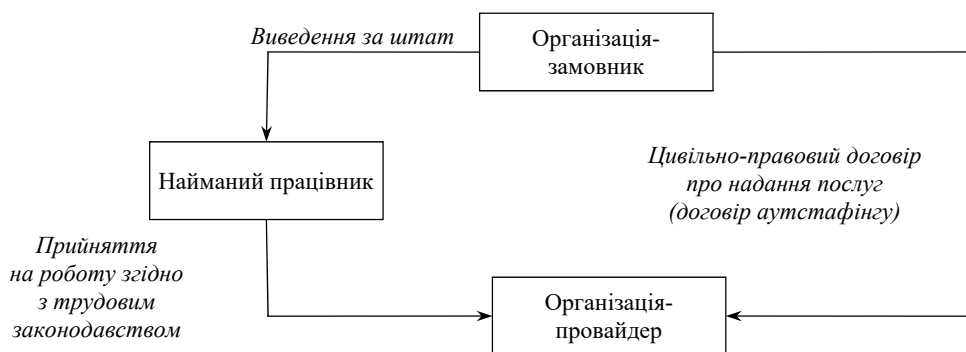 Виведення за штат
Організація-
замовник
Найманий працівник
Цивільно-правовий договір
про надання послуг
(договір аутстафінгу)
Прийняття
на роботу згідно
з трудовим
законодавством
Організація-
провайдер